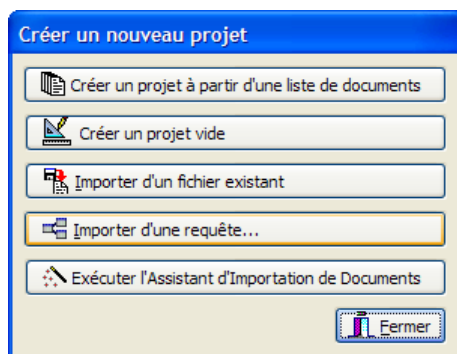 Créer un nouveau projet
Créer un projet à partir d'une liste de documents
Créer un projet vide
Importer d'un fichier existant
Importer d'une requête...
Exécuter l'Assistant d'Importation de Documents
Fermer